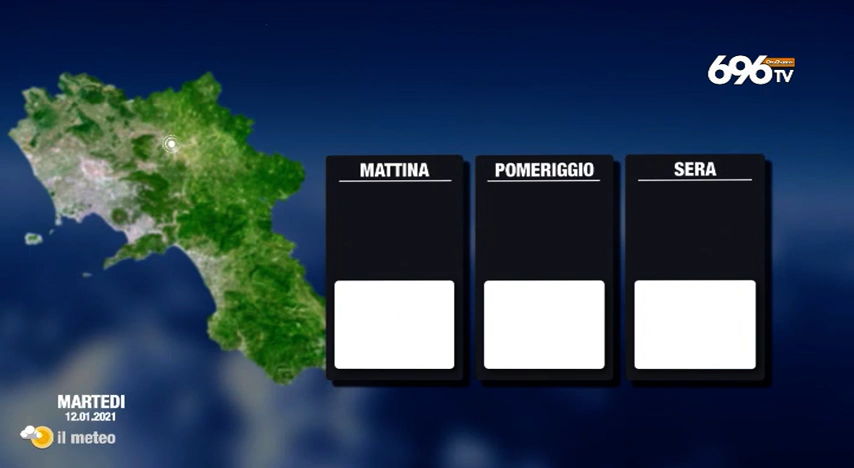 696 TV
MATTINA
POMERIGGIO
SERA
MARTEDI
12.01.2021
il meteo